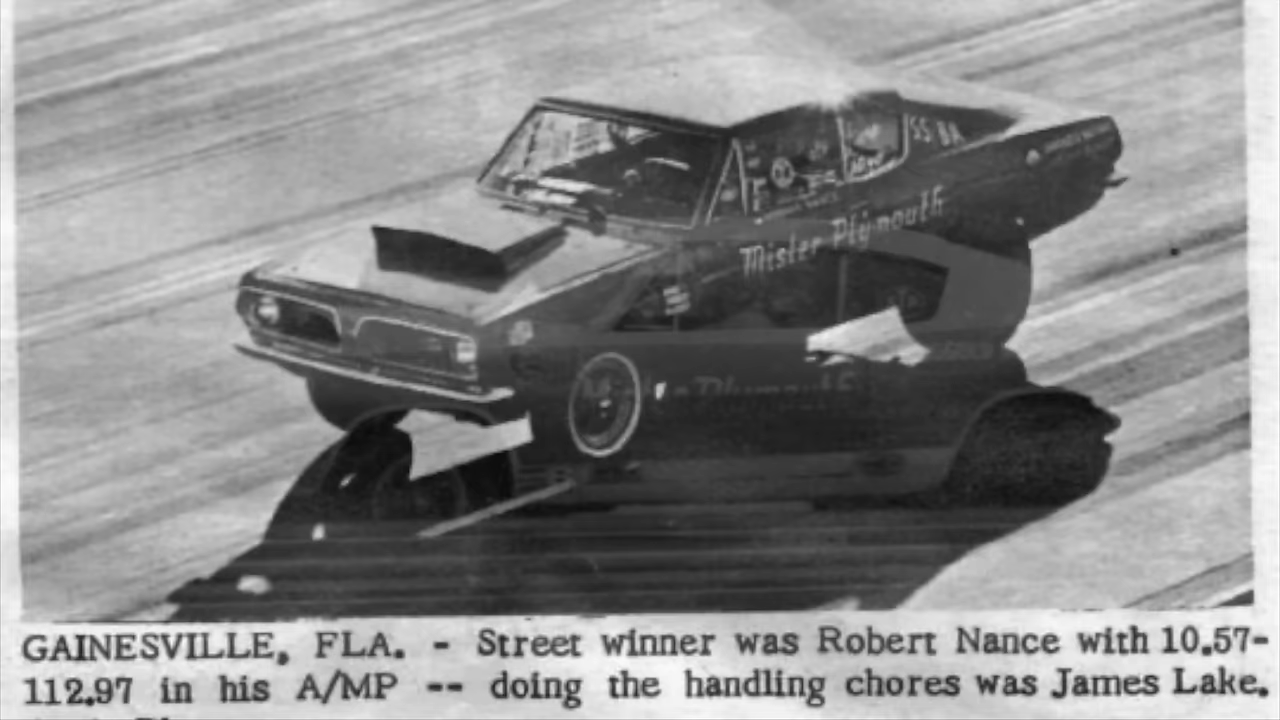 SS/BA
Mister Plymouth
GAINESVILLE, FLA. - Street winner was Robert Nance with 10.57-
112.97 in his A/MP -- doing the handling chores was James Lake.